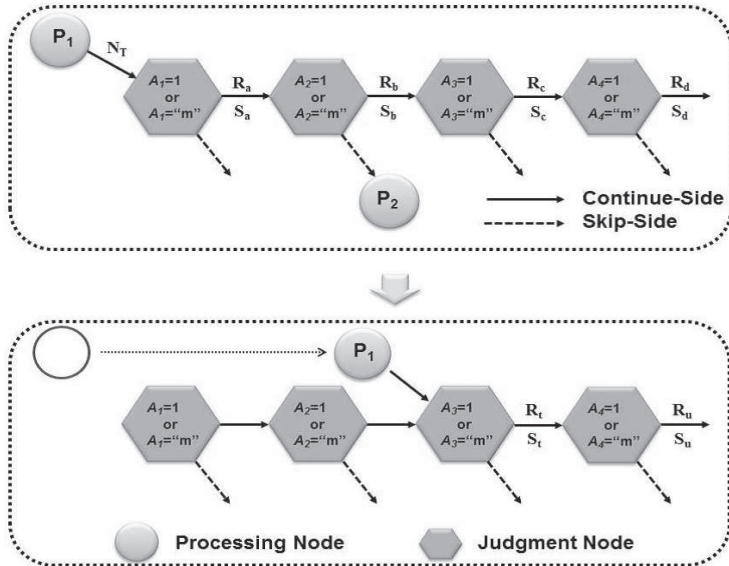 P1
NT
A1=1
or
A1="m"
Ra
Sa
A2=1
or
A2="m"
Rb
Sb
A3=1
or
A3="m"
Rc
Sc
A4=1
or
A4="m"
Rd
Sd
P2
Continue-Side
Skip-Side
P1
A1=1
or
A1="m"
A2=1
or
A2="m"
A3=1
or
A3="m"
Rt
St
A4=1
or
A4="m"
Ru
Su
Processing Node
Judgment Node